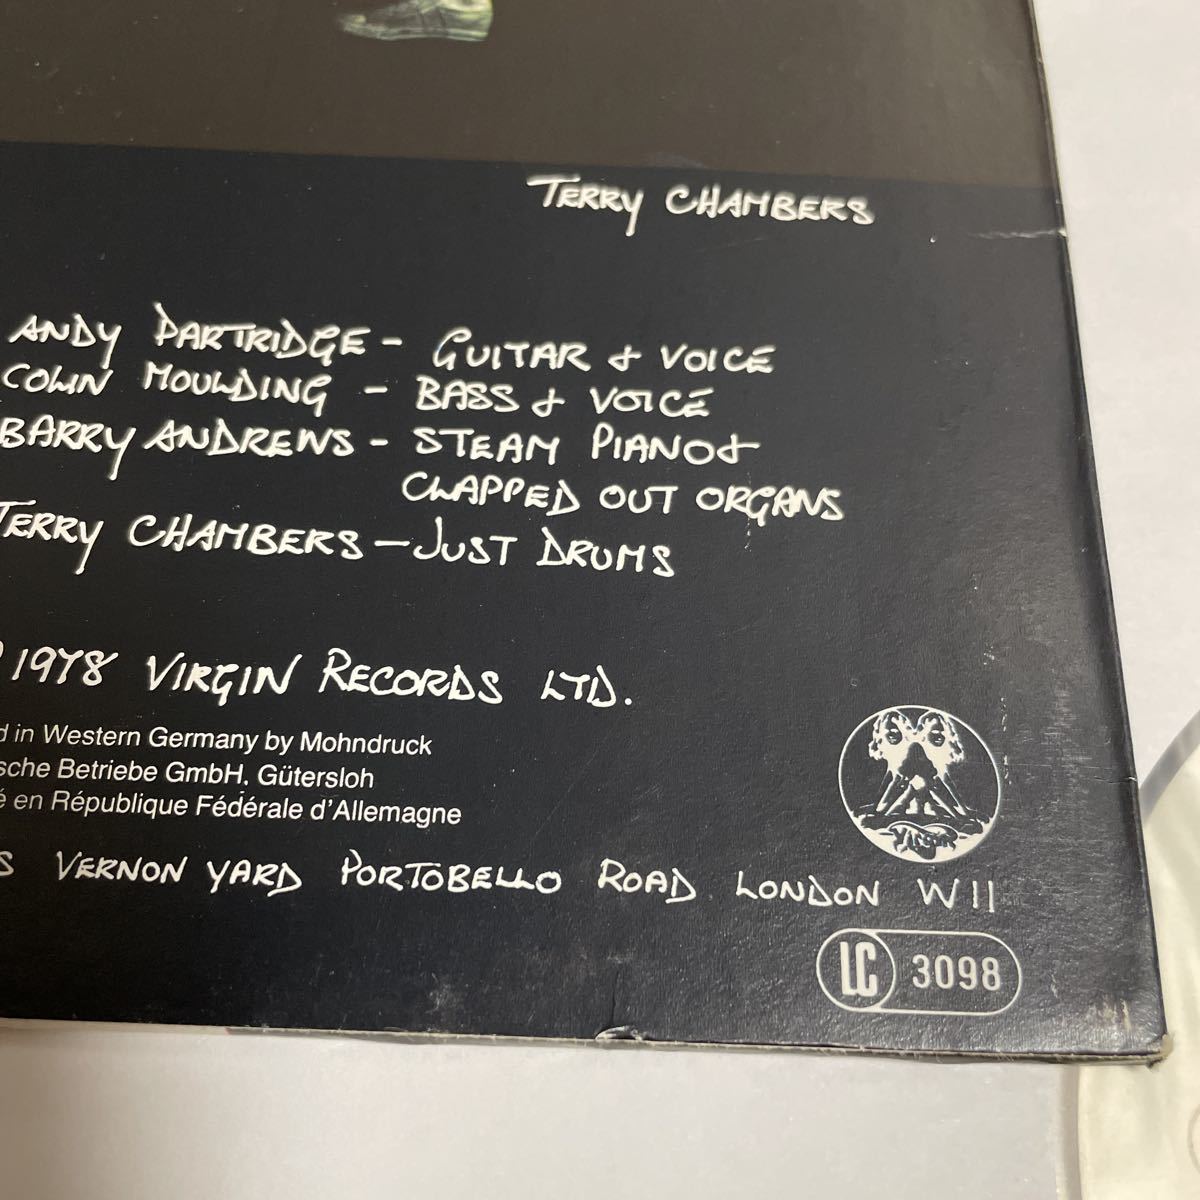 TERRY CHAMBERS
ANDY PARTRIDGE - GUITAR & VOICE
COLIN MOULDING - BASS & VOICE
BARRY ANDREWS - STEAM PIANO &
CLAPPED OUT ORGANS
TERRY CHAMBERS - JUST DRUMS
1978 VIRGIN RECORDS LTD.
in Western Germany by Mohndruck
Betriebe GmbH. Gütersloh
en République Fédérale d'Allemagne
VERNON YARD PORTOBELLO ROAD LONDON W11
VIRGIN
LC 3098